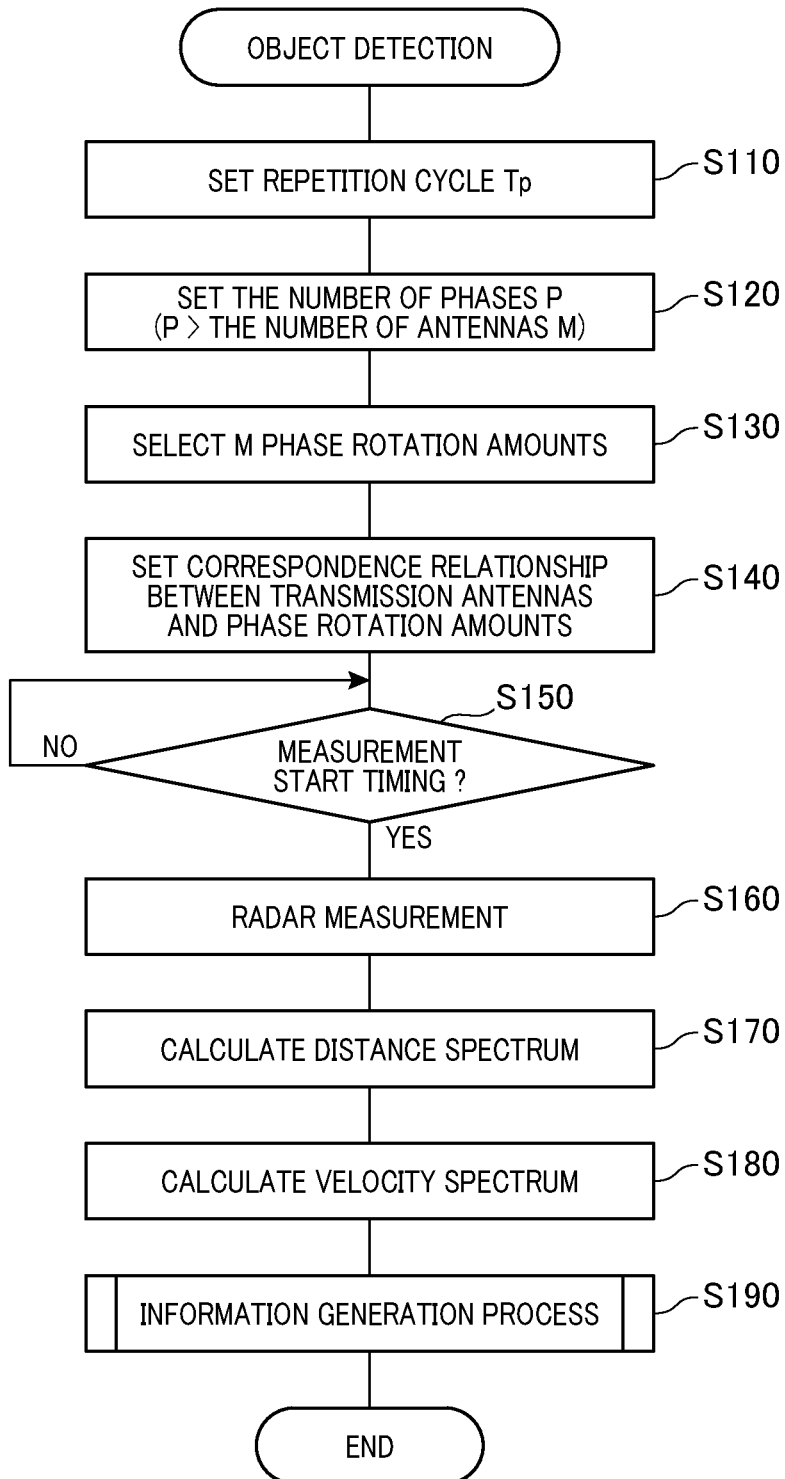 OBJECT DETECTION
SET REPETITION CYCLE Tp
S110
SET THE NUMBER OF PHASES P
(P > THE NUMBER OF ANTENNAS M)
S120
SELECT M PHASE ROTATION AMOUNTS
S130
SET CORRESPONDENCE RELATIONSHIP
BETWEEN TRANSMISSION ANTENNAS
AND PHASE ROTATION AMOUNTS
S140
S150
NO
MEASUREMENT
START TIMING ?
YES
RADAR MEASUREMENT
S160
CALCULATE DISTANCE SPECTRUM
S170
CALCULATE VELOCITY SPECTRUM
S180
INFORMATION GENERATION PROCESS
S190
END